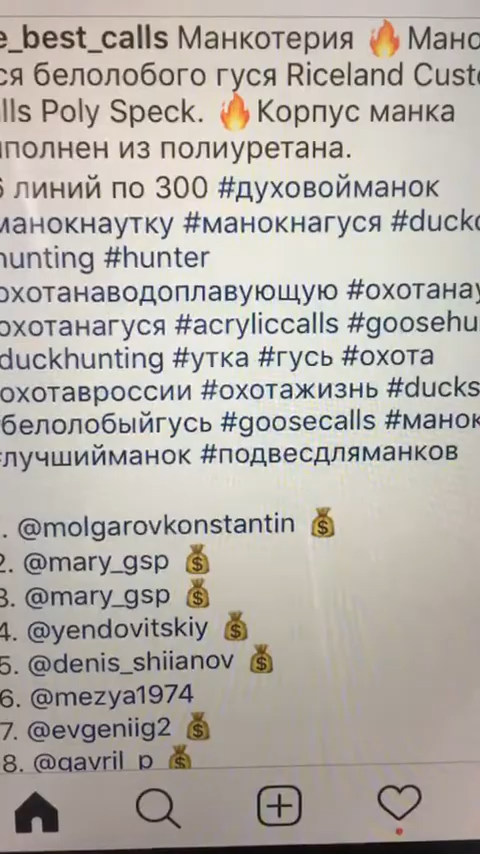 e_best_calls Манкотерия 🔥Мано
ся белолобого гуся Riceland Custo
lls Poly Speck. 🔥Корпус манка
полнен из полиуретана.
6 линий по 300 #духовойманок
манокнаутку #манокнагуся #duckc
hunting #hunter
охотанаводоплавующую #охотанау
охотанагуся #acryliccalls #goosehu
duckhunting #утка #гусь #охота
охотавроссии #охотажизнь #ducks
белолобыйгусь #goosecalls #манок
#лучшийманок #подвесдляманков
. @molgarovkonstantin 💰
2. @mary_gsp 💰
3. @mary_gsp 💰
4. @yendovitskiy 💰
5. @denis_shiianov 💰
6. @mezya1974
7. @evgeniig2 💰
8. @gavril_p 💰